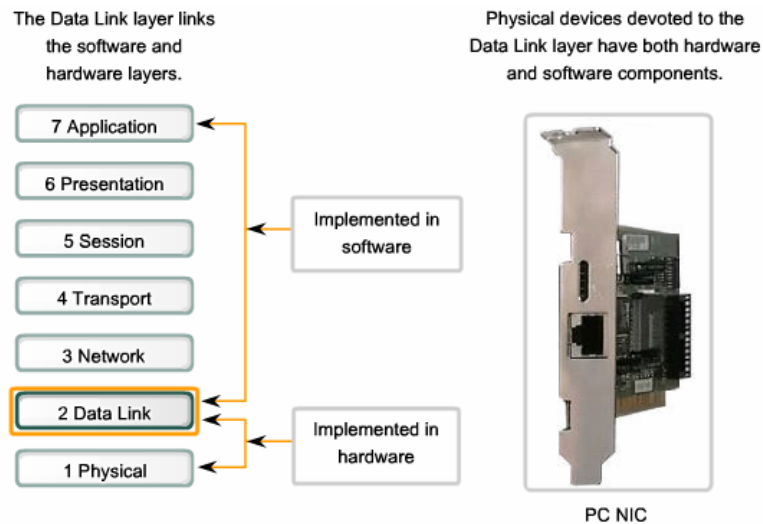 The Data Link layer links
the software and
hardware layers.
7 Application
6 Presentation
5 Session
4 Transport
3 Network
2 Data Link
1 Physical
Implemented in
software
Implemented in
hardware
Physical devices devoted to the
Data Link layer have both hardware
and software components.
PC NIC